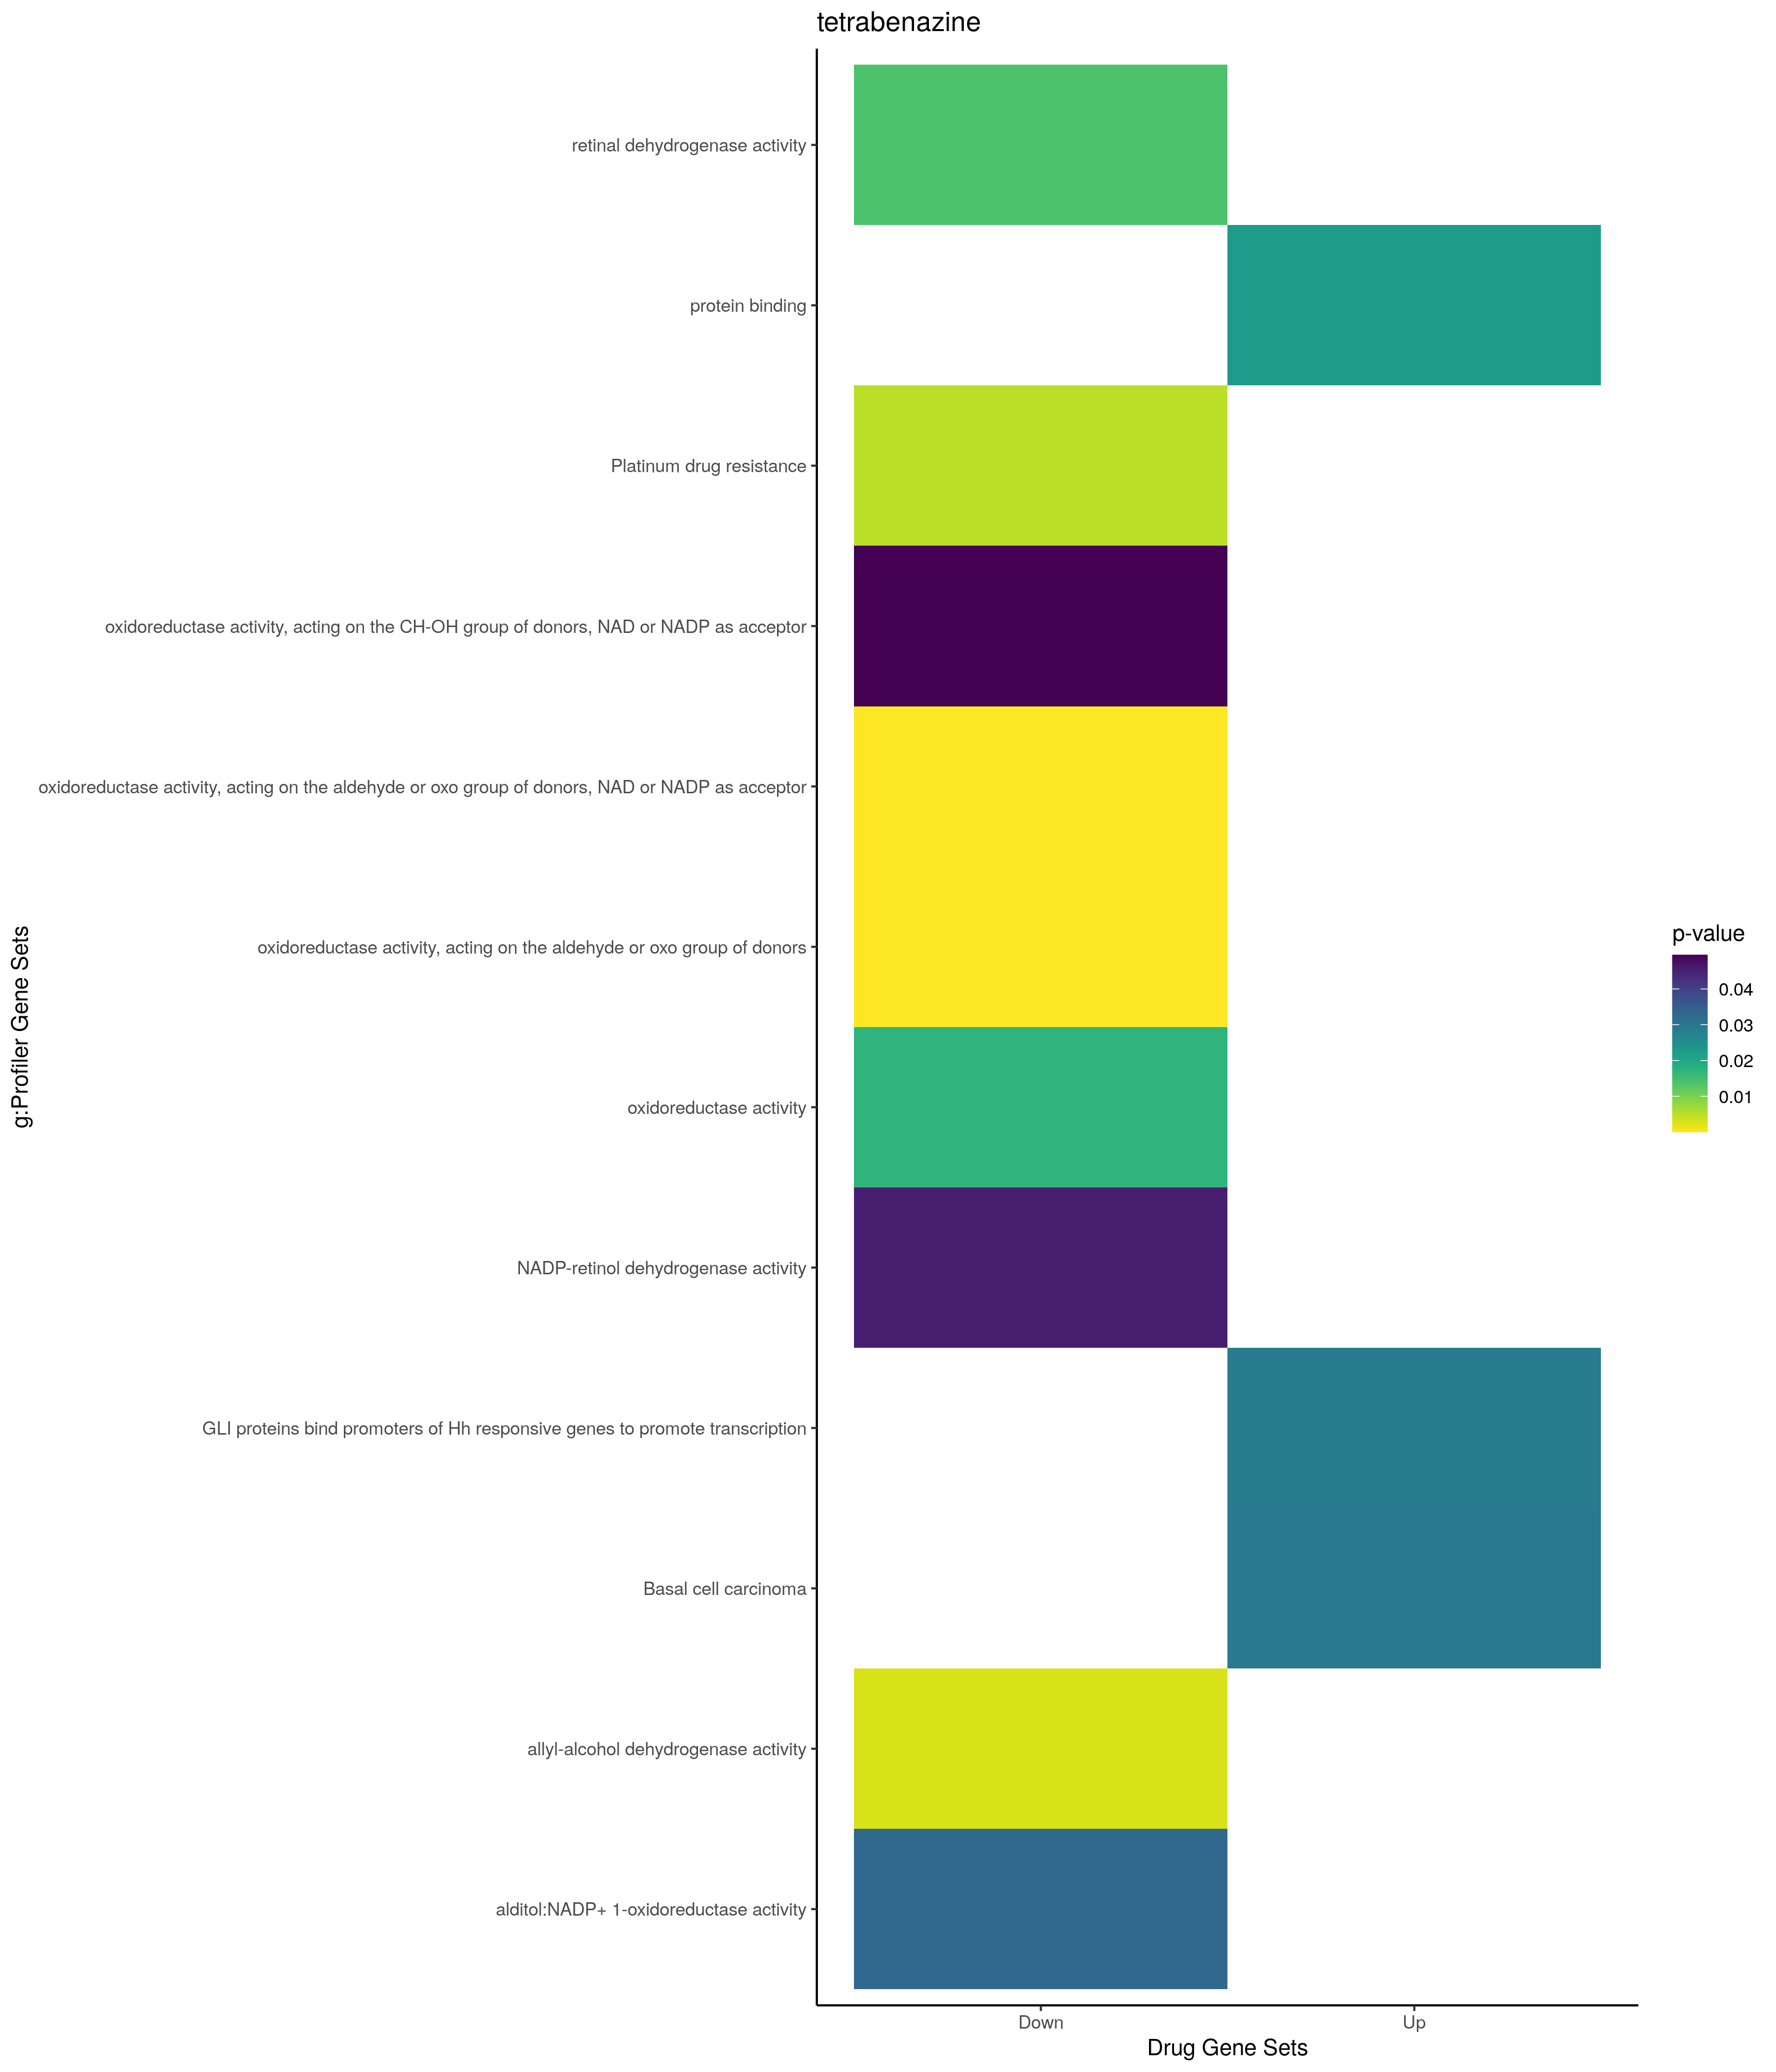 tetrabenazine
retinal dehydrogenase activity
protein binding
Platinum drug resistance
oxidoreductase activity, acting on the CH-OH group of donors, NAD or NADP as acceptor
oxidoreductase activity, acting on the aldehyde or oxo group of donors, NAD or NADP as acceptor
oxidoreductase activity, acting on the aldehyde or oxo group of donors
oxidoreductase activity
NADP-retinol dehydrogenase activity
GLI proteins bind promoters of Hh responsive genes to promote transcription
Basal cell carcinoma
allyl-alcohol dehydrogenase activity
alditol:NADP+ 1-oxidoreductase activity
g:Profiler Gene Sets
Down
Up
Drug Gene Sets
p-value
0.04
0.03
0.02
0.01